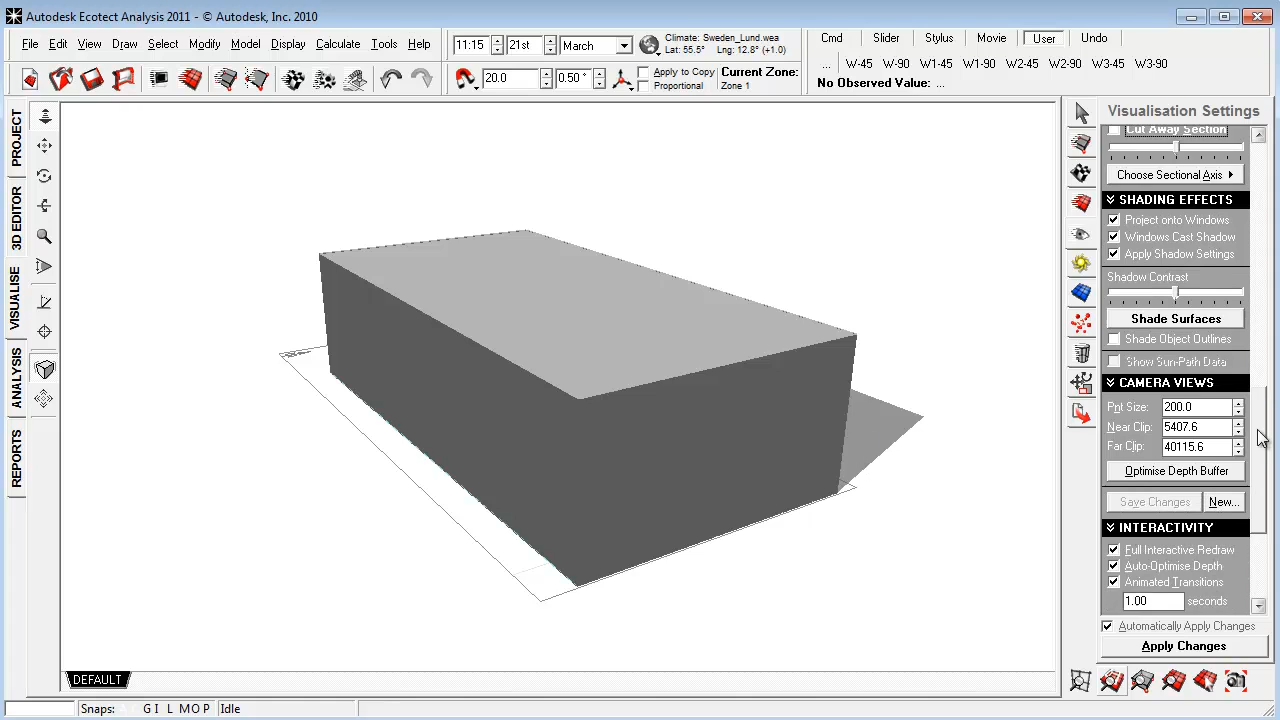 Autodesk Ecotect Analysis 2011 - © Autodesk, Inc. 2010
File Edit View Draw Select Modify Model Display Calculate Tools Help
11:15 21st March
Climate: Sweden_Lund.wea
Lat: 55.5° Lng: 12.8° (+1.0)
Cmd Slider Stylus Movie User Undo
... W-45 W-90 W1-45 W1-90 W2-45 W2-90 W3-45 W3-90
20.0 0.50 °
Apply to Copy
Proportional
Current Zone:
Zone 1
No Observed Value: ...
PROJECT
3D EDITOR
VISUALISE
ANALYSIS
REPORTS
Visualisation Settings
Cut Away Section
Choose Sectional Axis
SHADING EFFECTS
Project onto Windows
Windows Cast Shadow
Apply Shadow Settings
Shadow Contrast
Shade Surfaces
Shade Object Outlines
Show Sun-Path Data
CAMERA VIEWS
Pnt Size: 200.0
Near Clip: 5407.6
Far Clip: 40115.6
Optimise Depth Buffer
Save Changes New...
INTERACTIVITY
Full Interactive Redraw
Auto-Optimise Depth
Animated Transitions
1.00 seconds
Automatically Apply Changes
Apply Changes
DEFAULT
Snaps: G I L M O P Idle